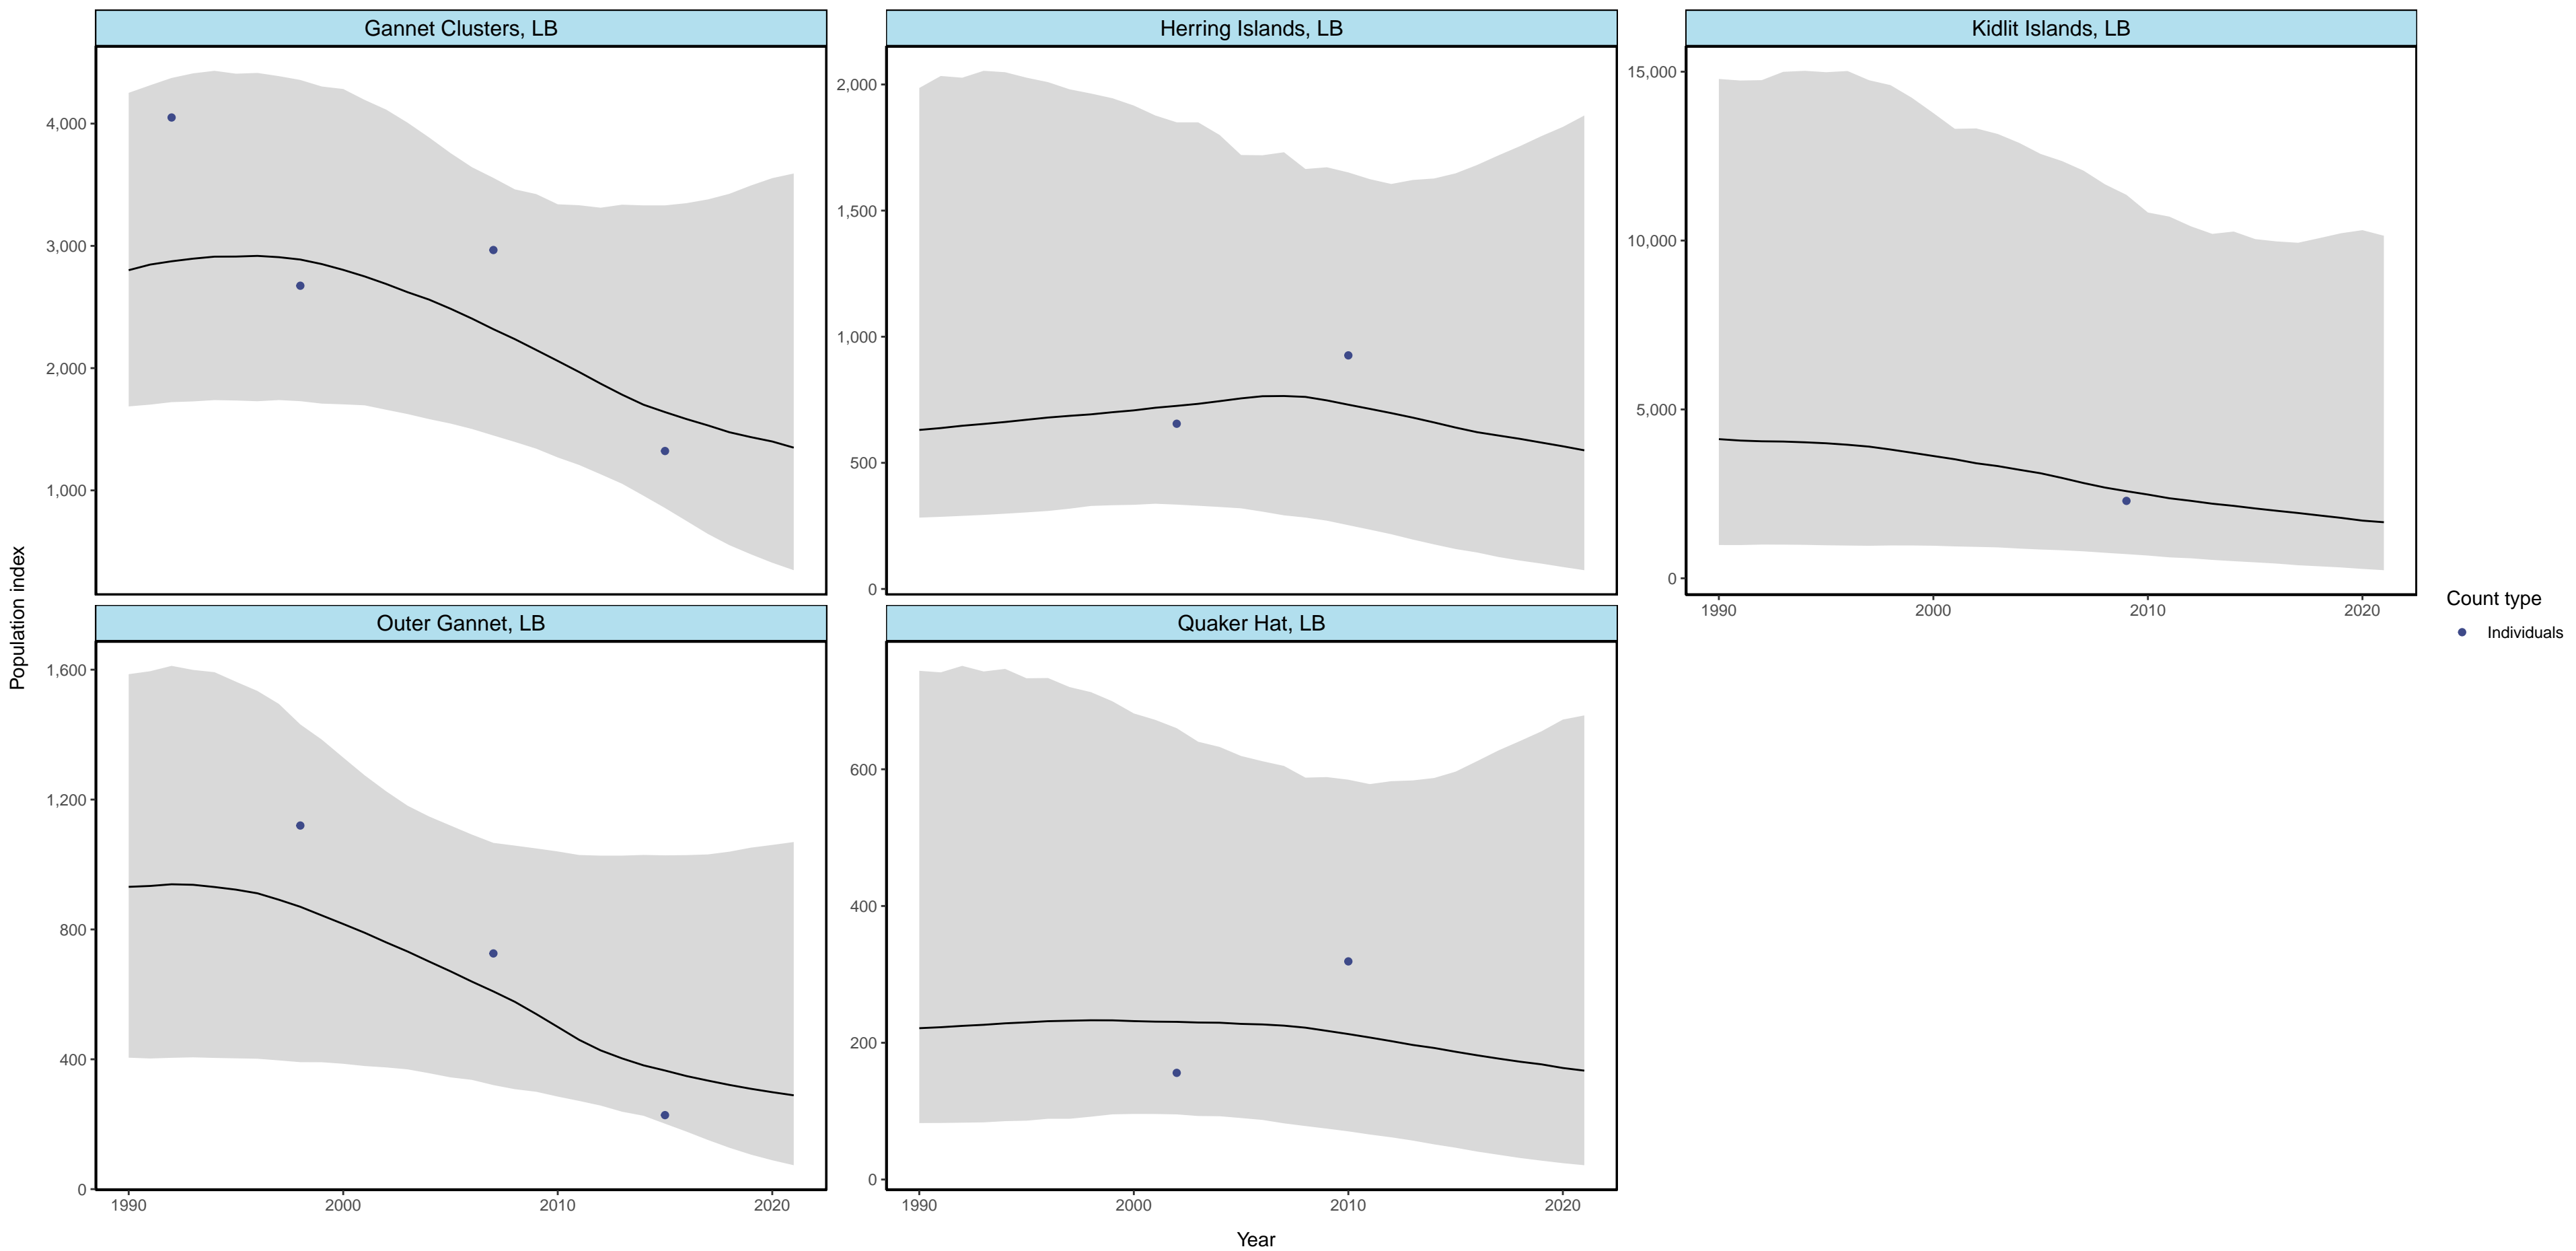 Gannet Clusters, LB
Herring Islands, LB
Kidlit Islands, LB
4,000
3,000
2,000
1,000
2,000
1,500
1,000
500
0
15,000
10,000
5,000
0
1990 2000 2010 2020
Population index
Count type
Individuals
Outer Gannet, LB
Quaker Hat, LB
1,600
1,200
800
400
0
600
400
200
0
1990 2000 2010 2020
1990 2000 2010 2020
Year